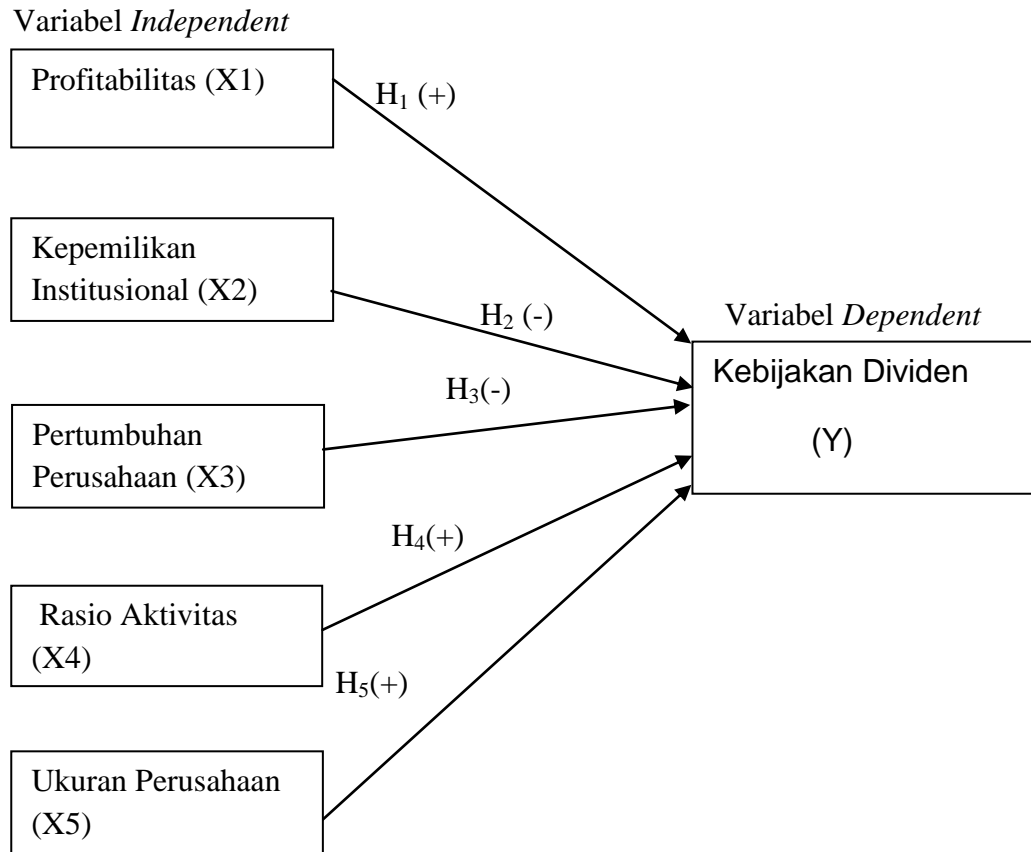 Variabel Independent
Profitabilitas (X1)
H₁ (+)
Kepemilikan
Institusional (X2)
H₂ (-)
Variabel Dependent
Kebijakan Dividen
(Y)
H₃(-)
Pertumbuhan
Perusahaan (X3)
H₄(+)
Rasio Aktivitas
(X4)
H₅(+)
Ukuran Perusahaan
(X5)